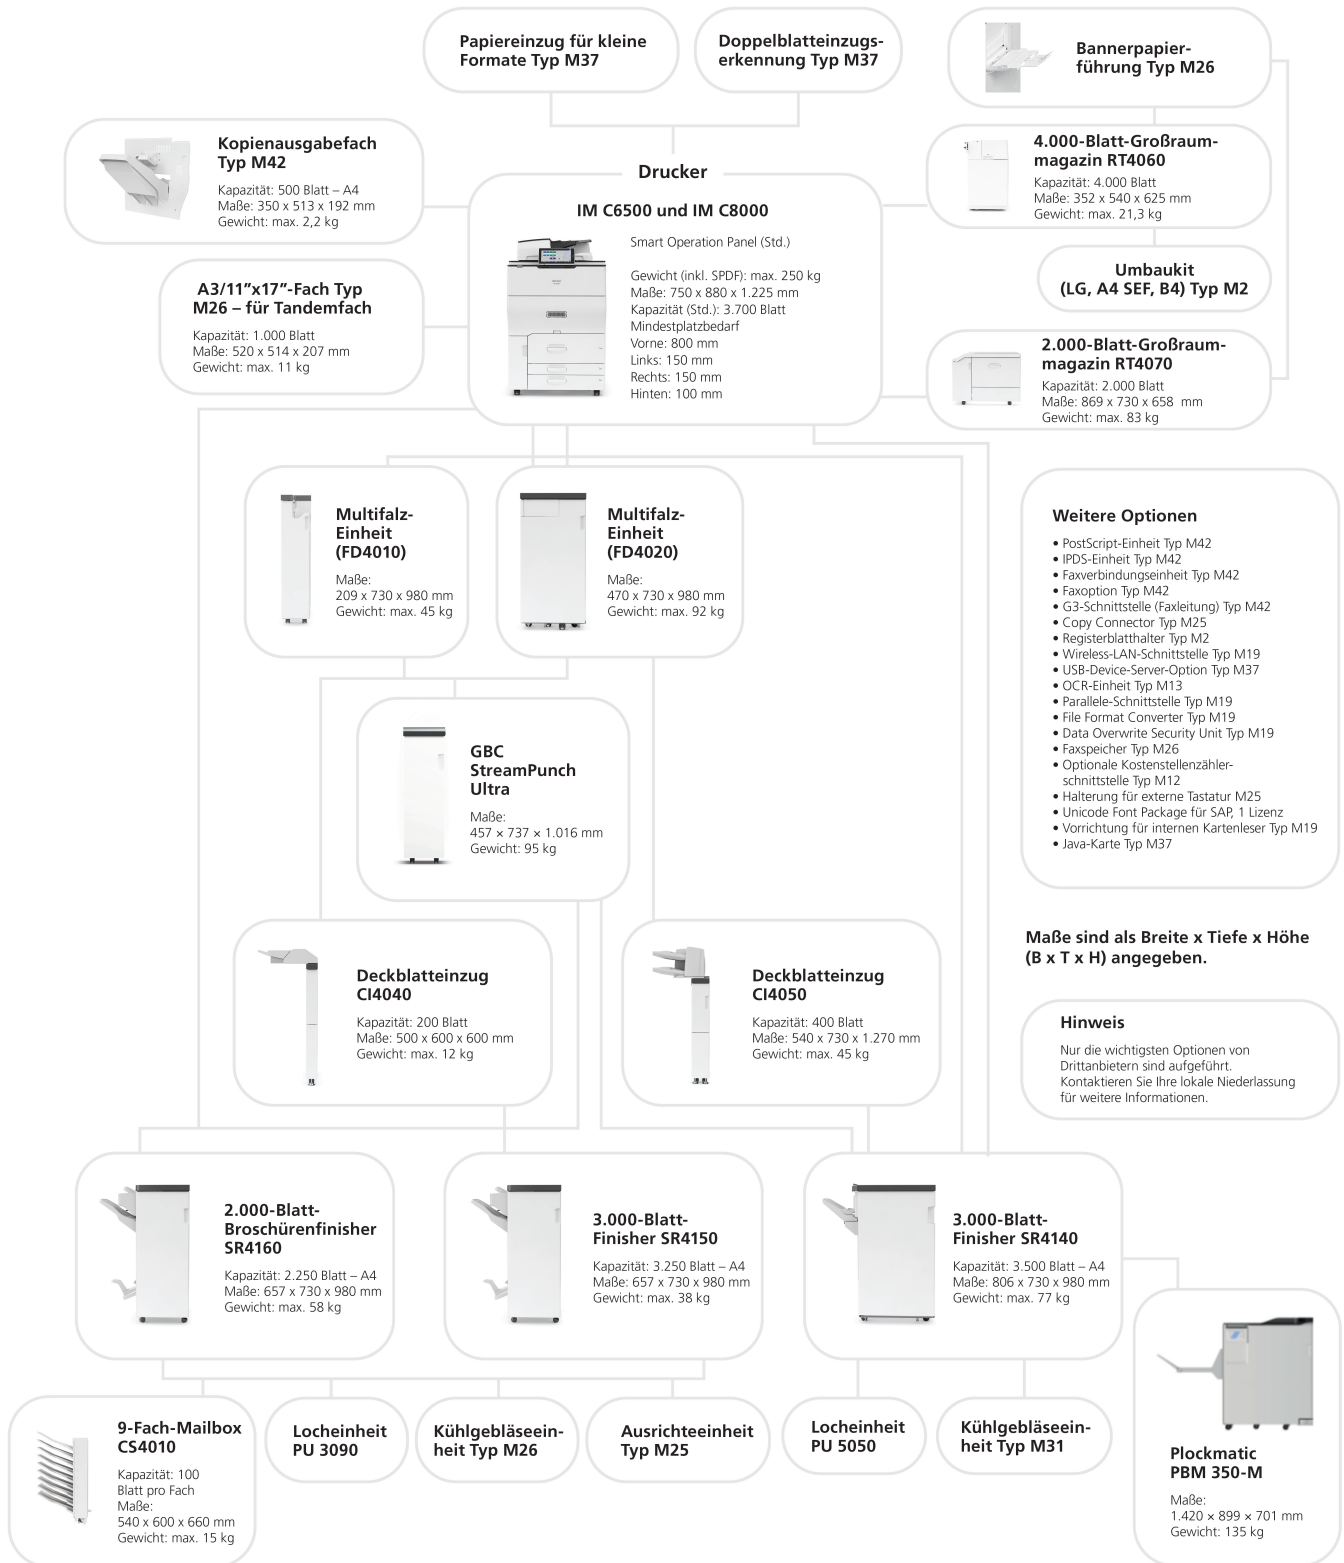 Papiereinzug für kleine
Formate Typ M37
Doppelblatteinzugs-
erkennung Typ M37
Bannerpapier-
führung Typ M26
Kopienausgabefach
Typ M42
Kapazität: 500 Blatt – A4
Maße: 350 x 513 x 192 mm
Gewicht: max. 2,2 kg
4.000-Blatt-Großraum-
magazin RT4060
Kapazität: 4.000 Blatt
Maße: 352 x 540 x 625 mm
Gewicht: max. 21,3 kg
Drucker
IM C6500 und IM C8000
Smart Operation Panel (Std.)
Gewicht (inkl. SPDF): max. 250 kg
Maße: 750 x 880 x 1.225 mm
Kapazität (Std.): 3.700 Blatt
Mindestplatzbedarf
Vorne: 800 mm
Links: 150 mm
Rechts: 150 mm
Hinten: 100 mm
A3/11”x17”-Fach Typ
M26 – für Tandemfach
Kapazität: 1.000 Blatt
Maße: 520 x 514 x 207 mm
Gewicht: max. 11 kg
Umbaukit
(LG, A4 SEF, B4) Typ M2
2.000-Blatt-Großraum-
magazin RT4070
Kapazität: 2.000 Blatt
Maße: 869 x 730 x 658 mm
Gewicht: max. 83 kg
Multifalz-
Einheit
(FD4010)
Maße:
209 x 730 x 980 mm
Gewicht: max. 45 kg
Multifalz-
Einheit
(FD4020)
Maße:
470 x 730 x 980 mm
Gewicht: max. 92 kg
Weitere Optionen
• PostScript-Einheit Typ M42
• IPDS-Einheit Typ M42
• Faxverbindungseinheit Typ M42
• Faxoption Typ M42
• G3-Schnittstelle (Faxleitung) Typ M42
• Copy Connector Typ M25
• Registerblatthalter Typ M2
• Wireless-LAN-Schnittstelle Typ M19
• USB-Device-Server-Option Typ M37
• OCR-Einheit Typ M13
• Parallele-Schnittstelle Typ M19
• File Format Converter Typ M19
• Data Overwrite Security Unit Typ M19
• Faxspeicher Typ M26
• Optionale Kostenstellenzähler-
schnittstelle Typ M12
• Halterung für externe Tastatur M25
• Unicode Font Package für SAP, 1 Lizenz
• Vorrichtung für internen Kartenleser Typ M19
• Java-Karte Typ M37
GBC
StreamPunch
Ultra
Maße:
457 × 737 × 1.016 mm
Gewicht: 95 kg
Maße sind als Breite x Tiefe x Höhe
(B x T x H) angegeben.
Deckblatteinzug
CI4040
Kapazität: 200 Blatt
Maße: 500 x 600 x 600 mm
Gewicht: max. 12 kg
Deckblatteinzug
CI4050
Kapazität: 400 Blatt
Maße: 540 x 730 x 1.270 mm
Gewicht: max. 45 kg
Hinweis
Nur die wichtigsten Optionen von
Drittanbietern sind aufgeführt.
Kontaktieren Sie Ihre lokale Niederlassung
für weitere Informationen.
2.000-Blatt-
Broschürenfinisher
SR4160
Kapazität: 2.250 Blatt – A4
Maße: 657 x 730 x 980 mm
Gewicht: max. 58 kg
3.000-Blatt-
Finisher SR4150
Kapazität: 3.250 Blatt – A4
Maße: 657 x 730 x 980 mm
Gewicht: max. 38 kg
3.000-Blatt-
Finisher SR4140
Kapazität: 3.500 Blatt – A4
Maße: 806 x 730 x 980 mm
Gewicht: max. 77 kg
9-Fach-Mailbox
CS4010
Kapazität: 100
Blatt pro Fach
Maße:
540 x 600 x 660 mm
Gewicht: max. 15 kg
Locheinheit
PU 3090
Kühlgebläseein-
heit Typ M26
Ausrichteeinheit
Typ M25
Locheinheit
PU 5050
Kühlgebläseein-
heit Typ M31
Plockmatic
PBM 350-M
Maße:
1.420 × 899 × 701 mm
Gewicht: 135 kg